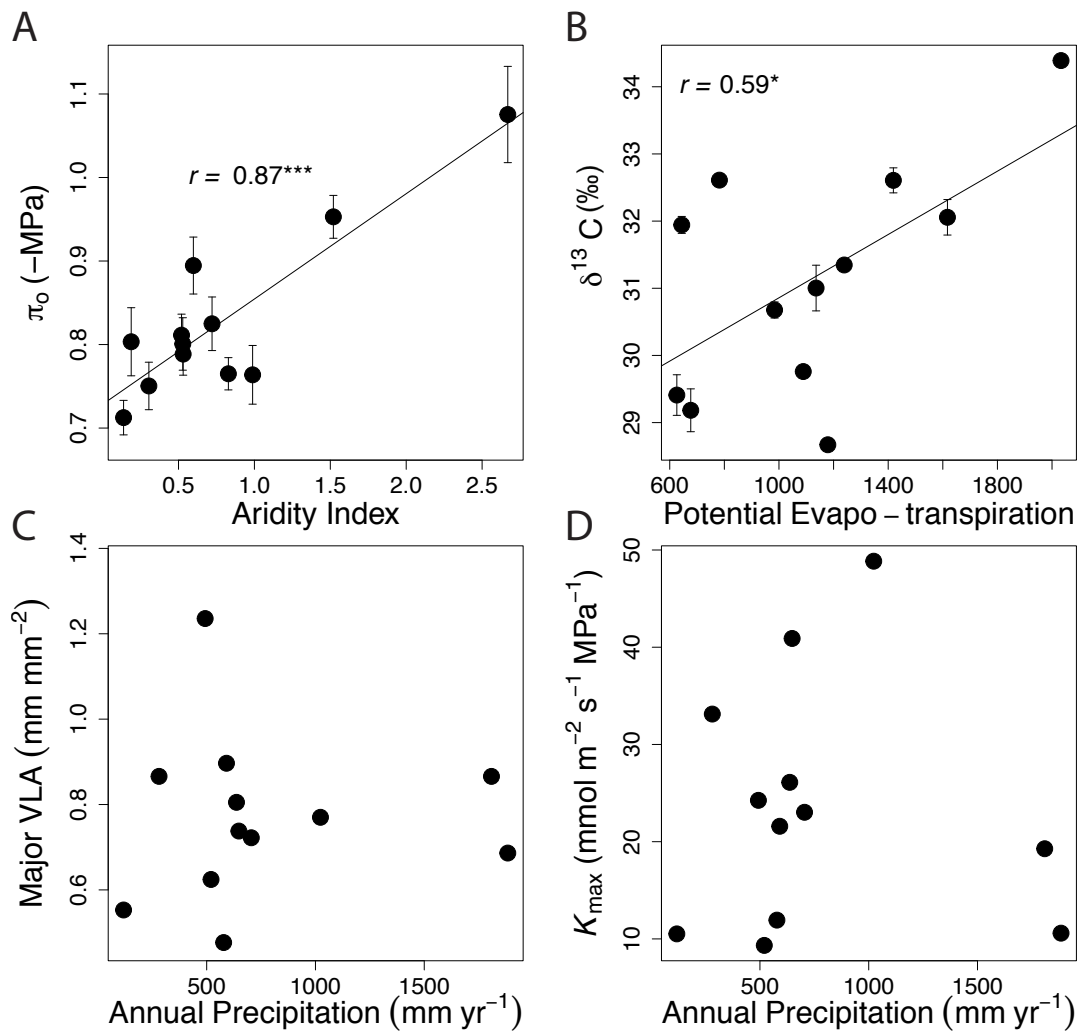 A
π₀ (−MPa)
1.1
1.0
0.9
0.8
0.7
r = 0.87***
0.5
1.0
1.5
2.0
2.5
Aridity Index
B
δ¹³ C (‰)
34
33
32
31
30
29
r = 0.59*
600
1000
1400
1800
Potential Evapo − transpiration
C
Major VLA (mm mm⁻²)
1.4
1.2
1.0
0.8
0.6
500
1000
1500
Annual Precipitation (mm yr⁻¹)
D
Kmax (mmol m⁻² s⁻¹ MPa⁻¹)
50
40
30
20
10
500
1000
1500
Annual Precipitation (mm yr⁻¹)